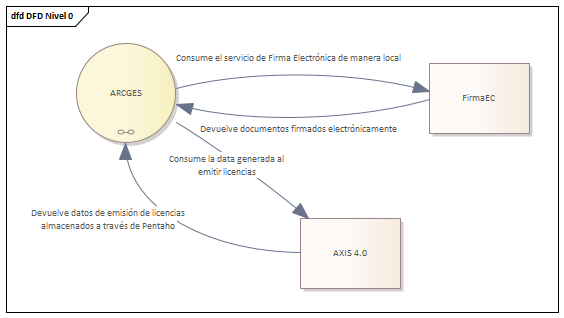 dfd DFD Nivel 0
Consume el servicio de Firma Electrónica de manera local
ARCGES
FirmaEC
Devuelve documentos firmados electrónicamente
Consume la data generada al
emitir licencias
Devuelve datos de emisión de licencias
almacenados a través de Pentaho
AXIS 4.0